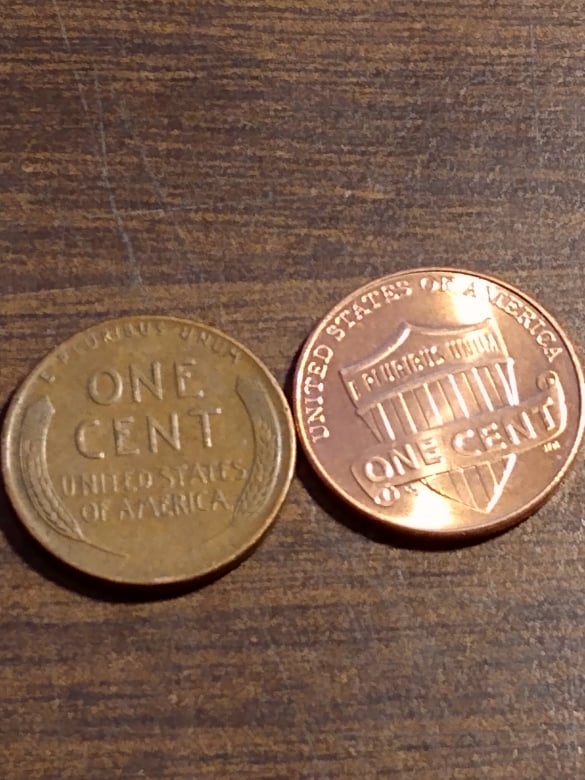 E PLURIBUS UNUM
ONE
CENT
UNITED STATES
OF AMERICA
UNITED STATES OF AMERICA
E PLURIBUS UNUM
ONE CENT